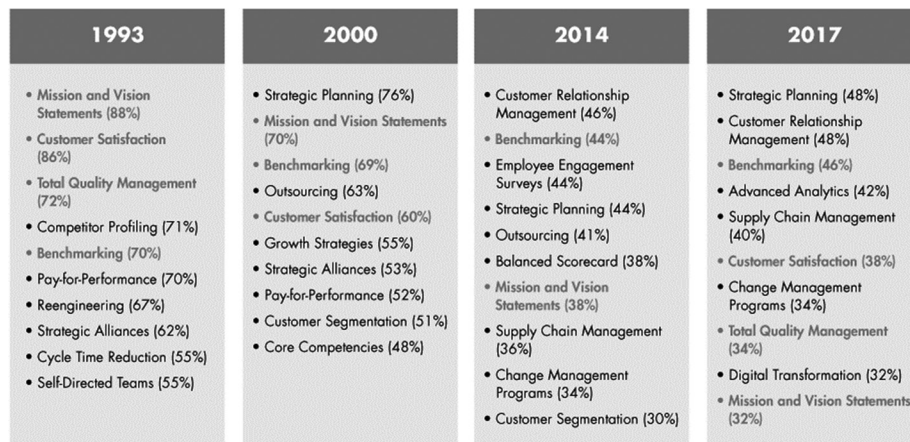 1993
• Mission and Vision
Statements (88%)
• Customer Satisfaction
(86%)
• Total Quality Management
(72%)
• Competitor Profiling (71%)
• Benchmarking (70%)
• Pay-for-Performance (70%)
• Reengineering (67%)
• Strategic Alliances (62%)
• Cycle Time Reduction (55%)
• Self-Directed Teams (55%)
2000
• Strategic Planning (76%)
• Mission and Vision Statements
(70%)
• Benchmarking (69%)
• Outsourcing (63%)
• Customer Satisfaction (60%)
• Growth Strategies (55%)
• Strategic Alliances (53%)
• Pay-for-Performance (52%)
• Customer Segmentation (51%)
• Core Competencies (48%)
2014
• Customer Relationship
Management (46%)
• Benchmarking (44%)
• Employee Engagement
Surveys (44%)
• Strategic Planning (44%)
• Outsourcing (41%)
• Balanced Scorecard (38%)
• Mission and Vision
Statements (38%)
• Supply Chain Management
(36%)
• Change Management
Programs (34%)
• Customer Segmentation (30%)
2017
• Strategic Planning (48%)
• Customer Relationship
Management (48%)
• Benchmarking (46%)
• Advanced Analytics (42%)
• Supply Chain Management
(40%)
• Customer Satisfaction (38%)
• Change Management
Programs (34%)
• Total Quality Management
(34%)
• Digital Transformation (32%)
• Mission and Vision Statements
(32%)